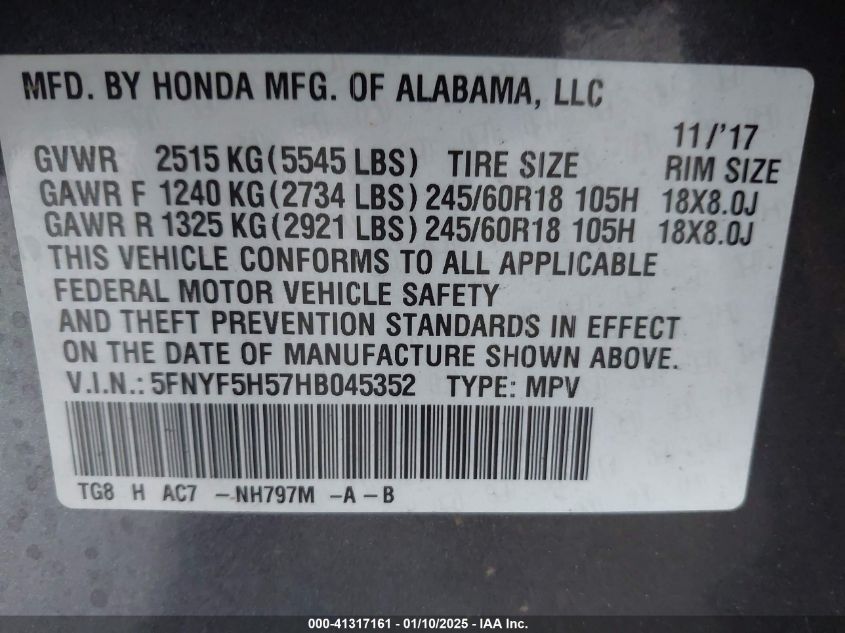 MFD. BY HONDA MFG. OF ALABAMA, LLC
11/'17
GVWR 2515 KG (5545 LBS) TIRE SIZE RIM SIZE
GAWR F 1240 KG (2734 LBS) 245/60R18 105H 18X8.0J
GAWR R 1325 KG (2921 LBS) 245/60R18 105H 18X8.0J
THIS VEHICLE CONFORMS TO ALL APPLICABLE
FEDERAL MOTOR VEHICLE SAFETY
AND THEFT PREVENTION STANDARDS IN EFFECT
ON THE DATE OF MANUFACTURE SHOWN ABOVE.
V.I.N.: 5FNYF5H57HB045352 TYPE: MPV
TG8 H AC7 -NH797M -A-B
000-41317161 - 01/10/2025 - IAA Inc.